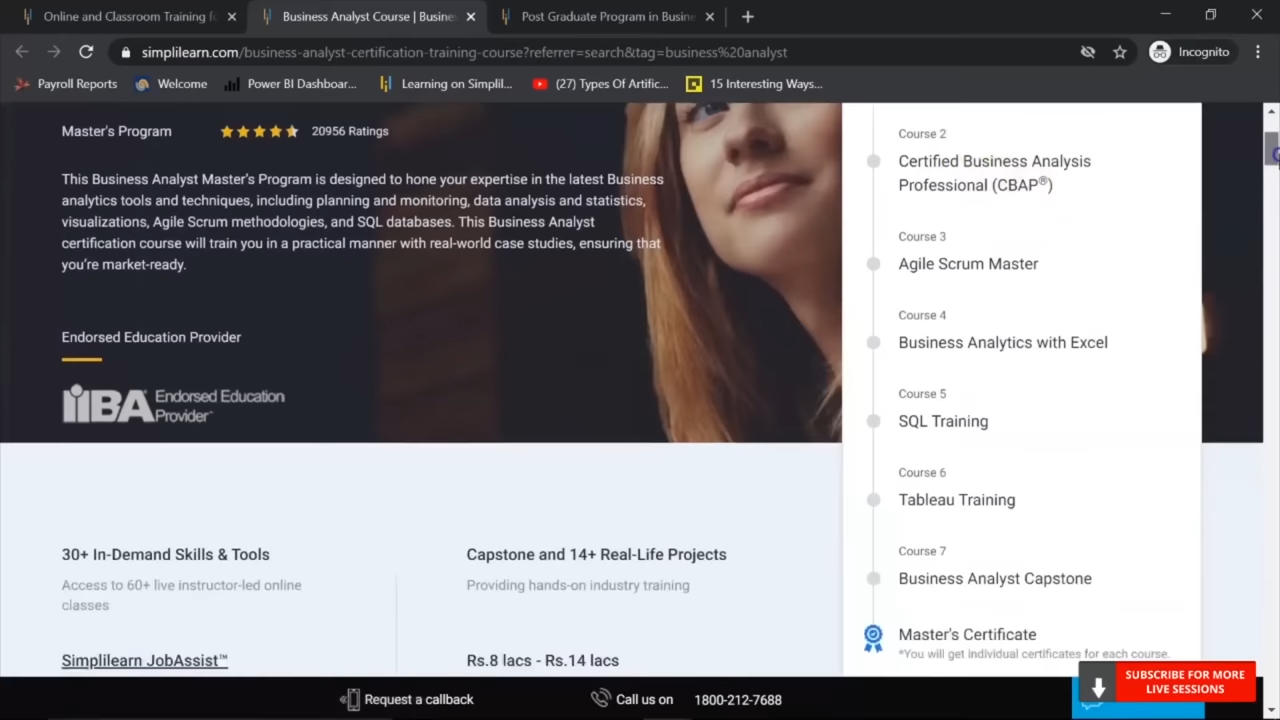 Online and Classroom Training f
Business Analyst Course | Busine
Post Graduate Program in Busine
simplilearn.com/business-analyst-certification-training-course?referrer=search&tag=business%20analyst
Incognito
Payroll Reports
Welcome
Power BI Dashboar...
Learning on Simplil...
(27) Types Of Artific...
15 Interesting Ways...
Master's Program
20956 Ratings
This Business Analyst Master's Program is designed to hone your expertise in the latest Business
analytics tools and techniques, including planning and monitoring, data analysis and statistics,
visualizations, Agile Scrum methodologies, and SQL databases. This Business Analyst
certification course will train you in a practical manner with real-world case studies, ensuring that
you're market-ready.
Endorsed Education Provider
IIBA Endorsed Education
Provider™
30+ In-Demand Skills & Tools
Access to 60+ live instructor-led online
classes
Simplilearn JobAssist™
Capstone and 14+ Real-Life Projects
Providing hands-on industry training
Rs.8 lacs - Rs.14 lacs
Course 2
Certified Business Analysis
Professional (CBAP®)
Course 3
Agile Scrum Master
Course 4
Business Analytics with Excel
Course 5
SQL Training
Course 6
Tableau Training
Course 7
Business Analyst Capstone
Master's Certificate
*You will get individual certificates for each course.
SUBSCRIBE FOR MORE
LIVE SESSIONS
Request a callback
Call us on
1800-212-7688